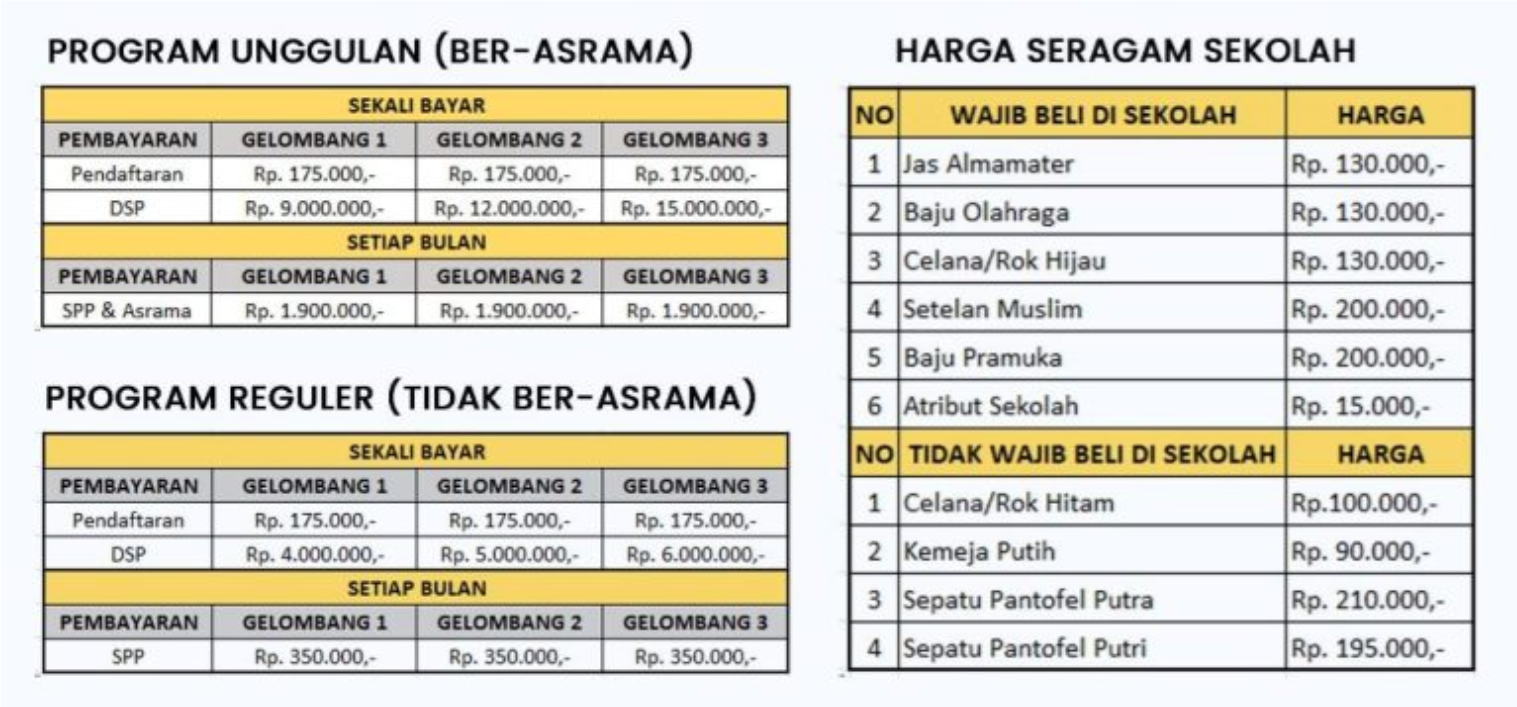 PROGRAM UNGGULAN (BER-ASRAMA)
SEKALI BAYAR
PEMBAYARAN GELOMBANG 1 GELOMBANG 2 GELOMBANG 3
Pendaftaran Rp. 175.000,- Rp. 175.000,- Rp. 175.000,-
DSP Rp. 9.000.000,- Rp. 12.000.000,- Rp. 15.000.000,-
SETIAP BULAN
PEMBAYARAN GELOMBANG 1 GELOMBANG 2 GELOMBANG 3
SPP & Asrama Rp. 1.900.000,- Rp. 1.900.000,- Rp. 1.900.000,-
PROGRAM REGULER (TIDAK BER-ASRAMA)
SEKALI BAYAR
PEMBAYARAN GELOMBANG 1 GELOMBANG 2 GELOMBANG 3
Pendaftaran Rp. 175.000,- Rp. 175.000,- Rp. 175.000,-
DSP Rp. 4.000.000,- Rp. 5.000.000,- Rp. 6.000.000,-
SETIAP BULAN
PEMBAYARAN GELOMBANG 1 GELOMBANG 2 GELOMBANG 3
SPP Rp. 350.000,- Rp. 350.000,- Rp. 350.000,-
HARGA SERAGAM SEKOLAH
NO WAJIB BELI DI SEKOLAH HARGA
1 Jas Almamater Rp. 130.000,-
2 Baju Olahraga Rp. 130.000,-
3 Celana/Rok Hijau Rp. 130.000,-
4 Setelan Muslim Rp. 200.000,-
5 Baju Pramuka Rp. 200.000,-
6 Atribut Sekolah Rp. 15.000,-
NO TIDAK WAJIB BELI DI SEKOLAH HARGA
1 Celana/Rok Hitam Rp.100.000,-
2 Kemeja Putih Rp. 90.000,-
3 Sepatu Pantofel Putra Rp. 210.000,-
4 Sepatu Pantofel Putri Rp. 195.000,-